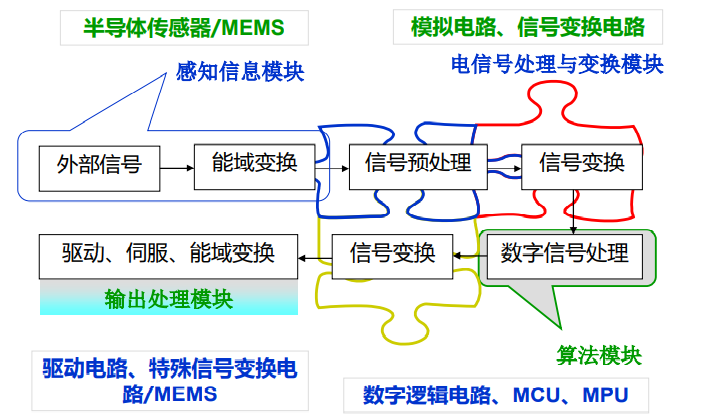 半导体传感器/MEMS
模拟电路、信号变换电路
感知信息模块
电信号处理与变换模块
外部信号
能域变换
信号预处理
信号变换
驱动、伺服、能域变换
信号变换
数字信号处理
输出处理模块
算法模块
驱动电路、特殊信号变换电
路/MEMS
数字逻辑电路、MCU、MPU